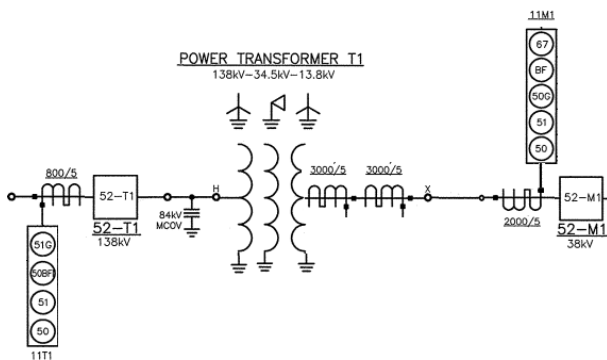 11M1
67
BF
50G
51
50
POWER TRANSFORMER T1
138kV-34.5kV-13.8kV
800/5
52-T1
52-T1
138kV
H
84kV
MCOV
3000/5
3000/5
X
2000/5
52-M1
52-M1
38kV
51G
50BF
51
50
11T1